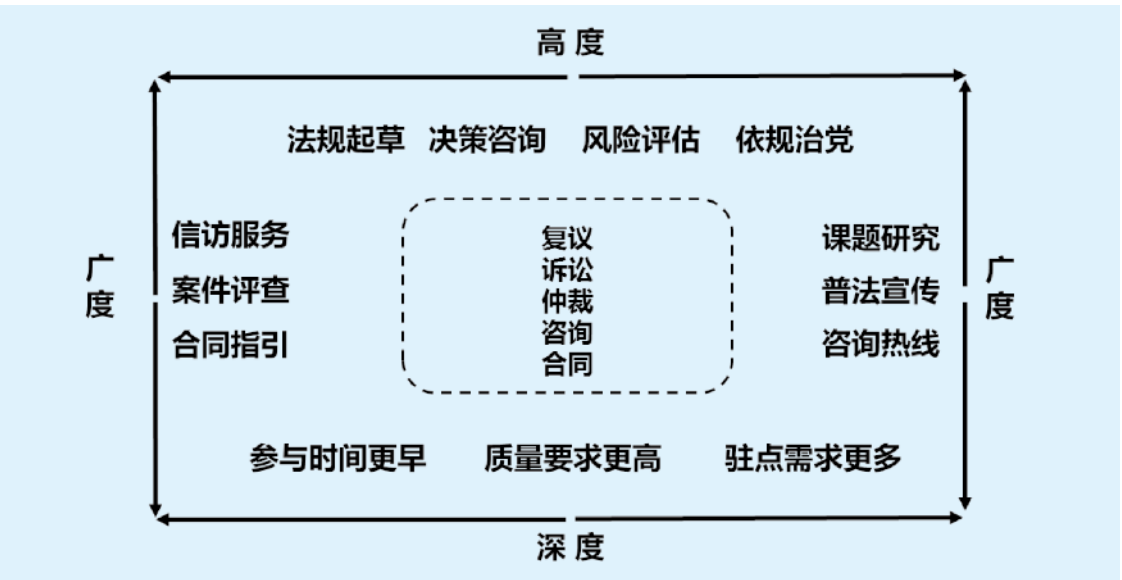 高度
法规起草 决策咨询 风险评估 依规治党
信访服务
案件评查
合同指引
广度
复议
诉讼
仲裁
咨询
合同
课题研究
普法宣传
咨询热线
广度
参与时间更早 质量要求更高 驻点需求更多
深度